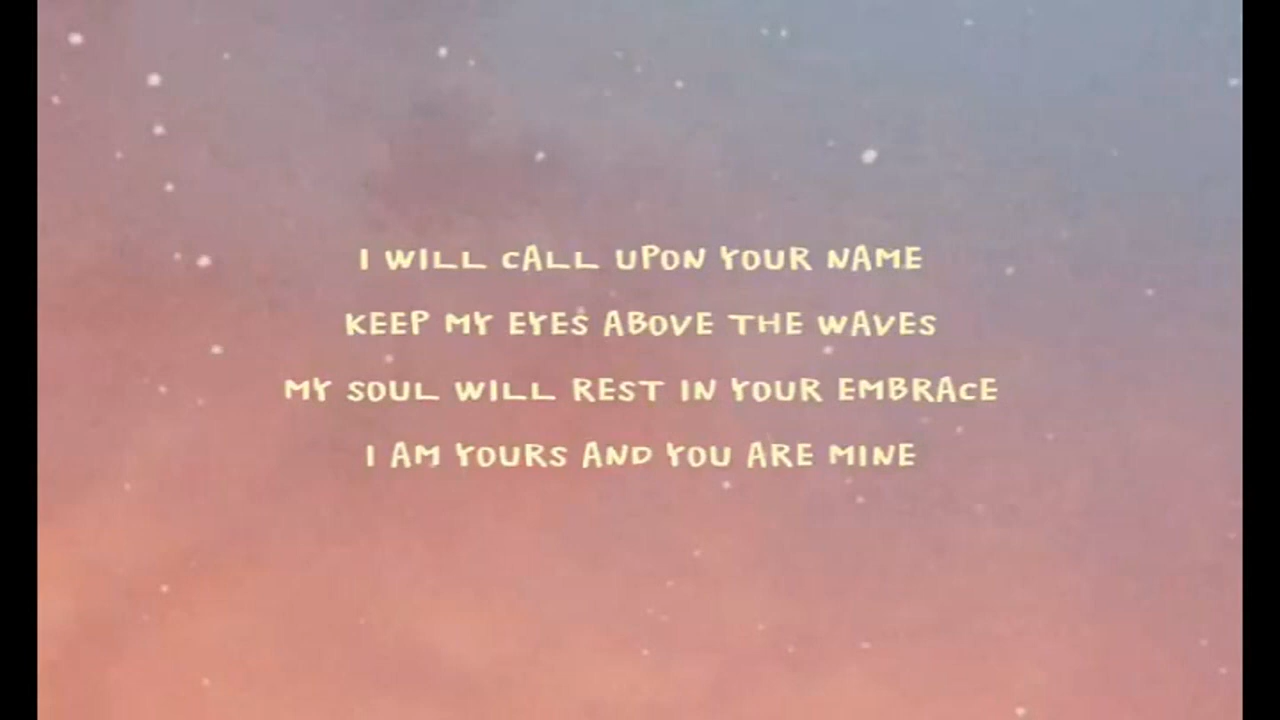 I WILL CALL UPON YOUR NAME
KEEP MY EYES ABOVE THE WAVES
MY SOUL WILL REST IN YOUR EMBRACE
I AM YOURS AND YOU ARE MINE